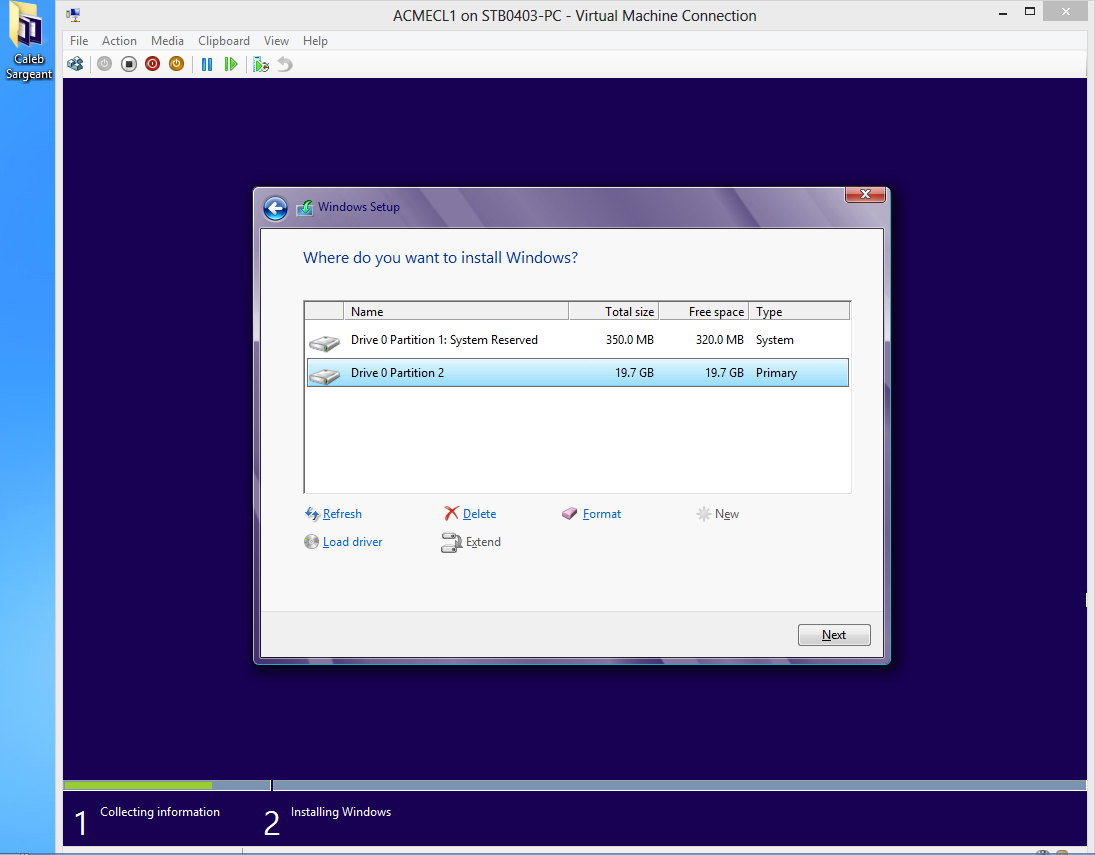 ACMECL1 on STB0403-PC - Virtual Machine Connection
Caleb
Sargeant
File Action Media Clipboard View Help
Windows Setup
Where do you want to install Windows?
Name Total size Free space Type
Drive 0 Partition 1: System Reserved 350.0 MB 320.0 MB System
Drive 0 Partition 2 19.7 GB 19.7 GB Primary
Refresh Delete Format New
Load driver Extend
Next
1 Collecting information 2 Installing Windows